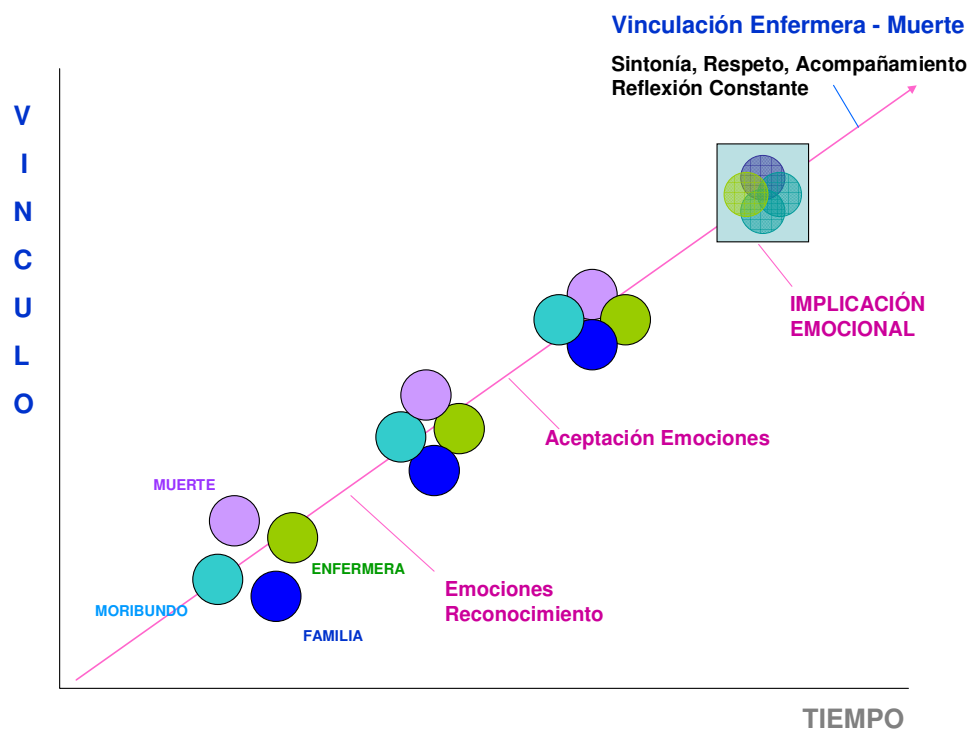 Vinculación Enfermera - Muerte
Sintonía, Respeto, Acompañamiento
Reflexión Constante
V
I
N
C
U
L
O
IMPLICACIÓN
EMOCIONAL
Aceptación Emociones
MUERTE
ENFERMERA
MORIBUNDO
FAMILIA
Emociones
Reconocimiento
TIEMPO